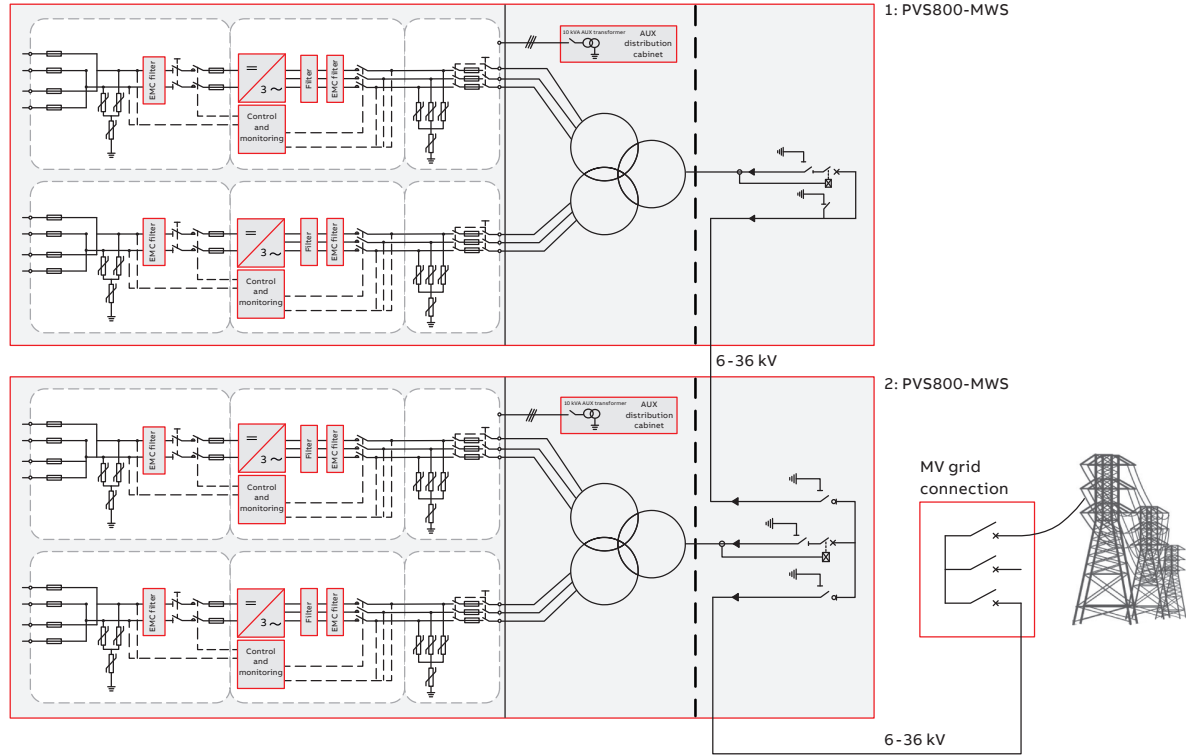 1: PVS800-MWS
10 kVA AUX transformer
AUX
distribution
cabinet
EMC filter
=
3 ~
Filter
EMC filter
Control
and
monitoring
EMC filter
=
3 ~
Filter
EMC filter
Control
and
monitoring
6-36 kV
2: PVS800-MWS
10 kVA AUX transformer
AUX
distribution
cabinet
EMC filter
=
3 ~
Filter
EMC filter
Control
and
monitoring
MV grid
connection
EMC filter
=
3 ~
Filter
EMC filter
Control
and
monitoring
6-36 kV